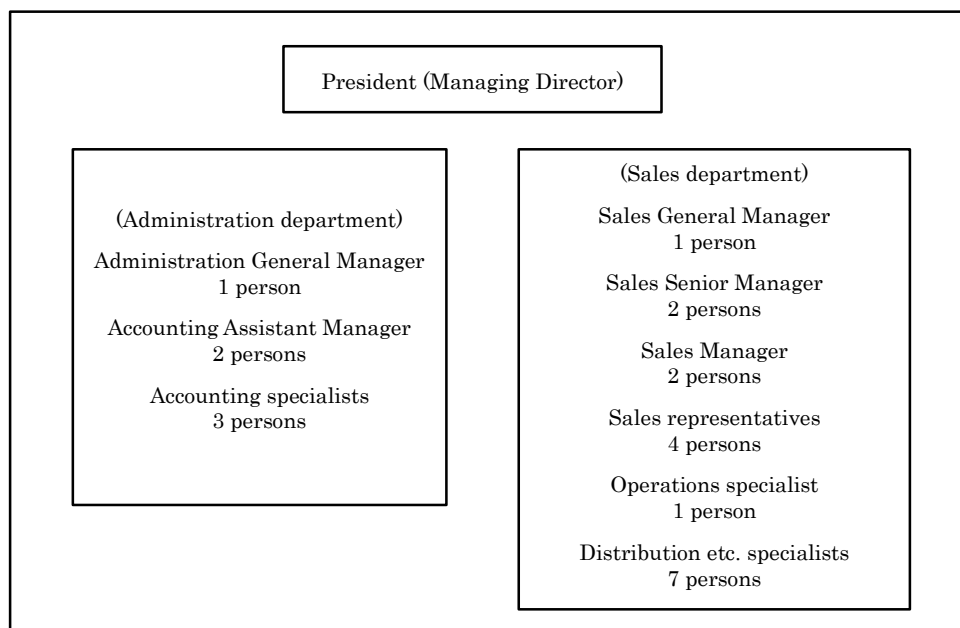 President (Managing Director)
(Administration department)
Administration General Manager
1 person
Accounting Assistant Manager
2 persons
Accounting specialists
3 persons
(Sales department)
Sales General Manager
1 person
Sales Senior Manager
2 persons
Sales Manager
2 persons
Sales representatives
4 persons
Operations specialist
1 person
Distribution etc. specialists
7 persons